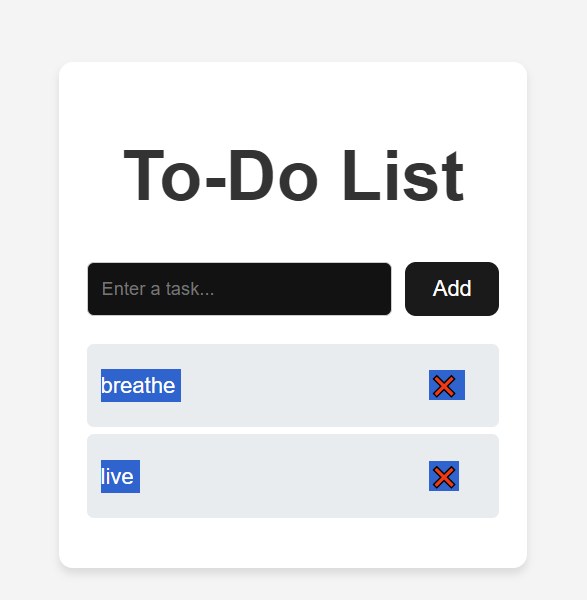 To-Do List
Enter a task...
Add
breathe
live